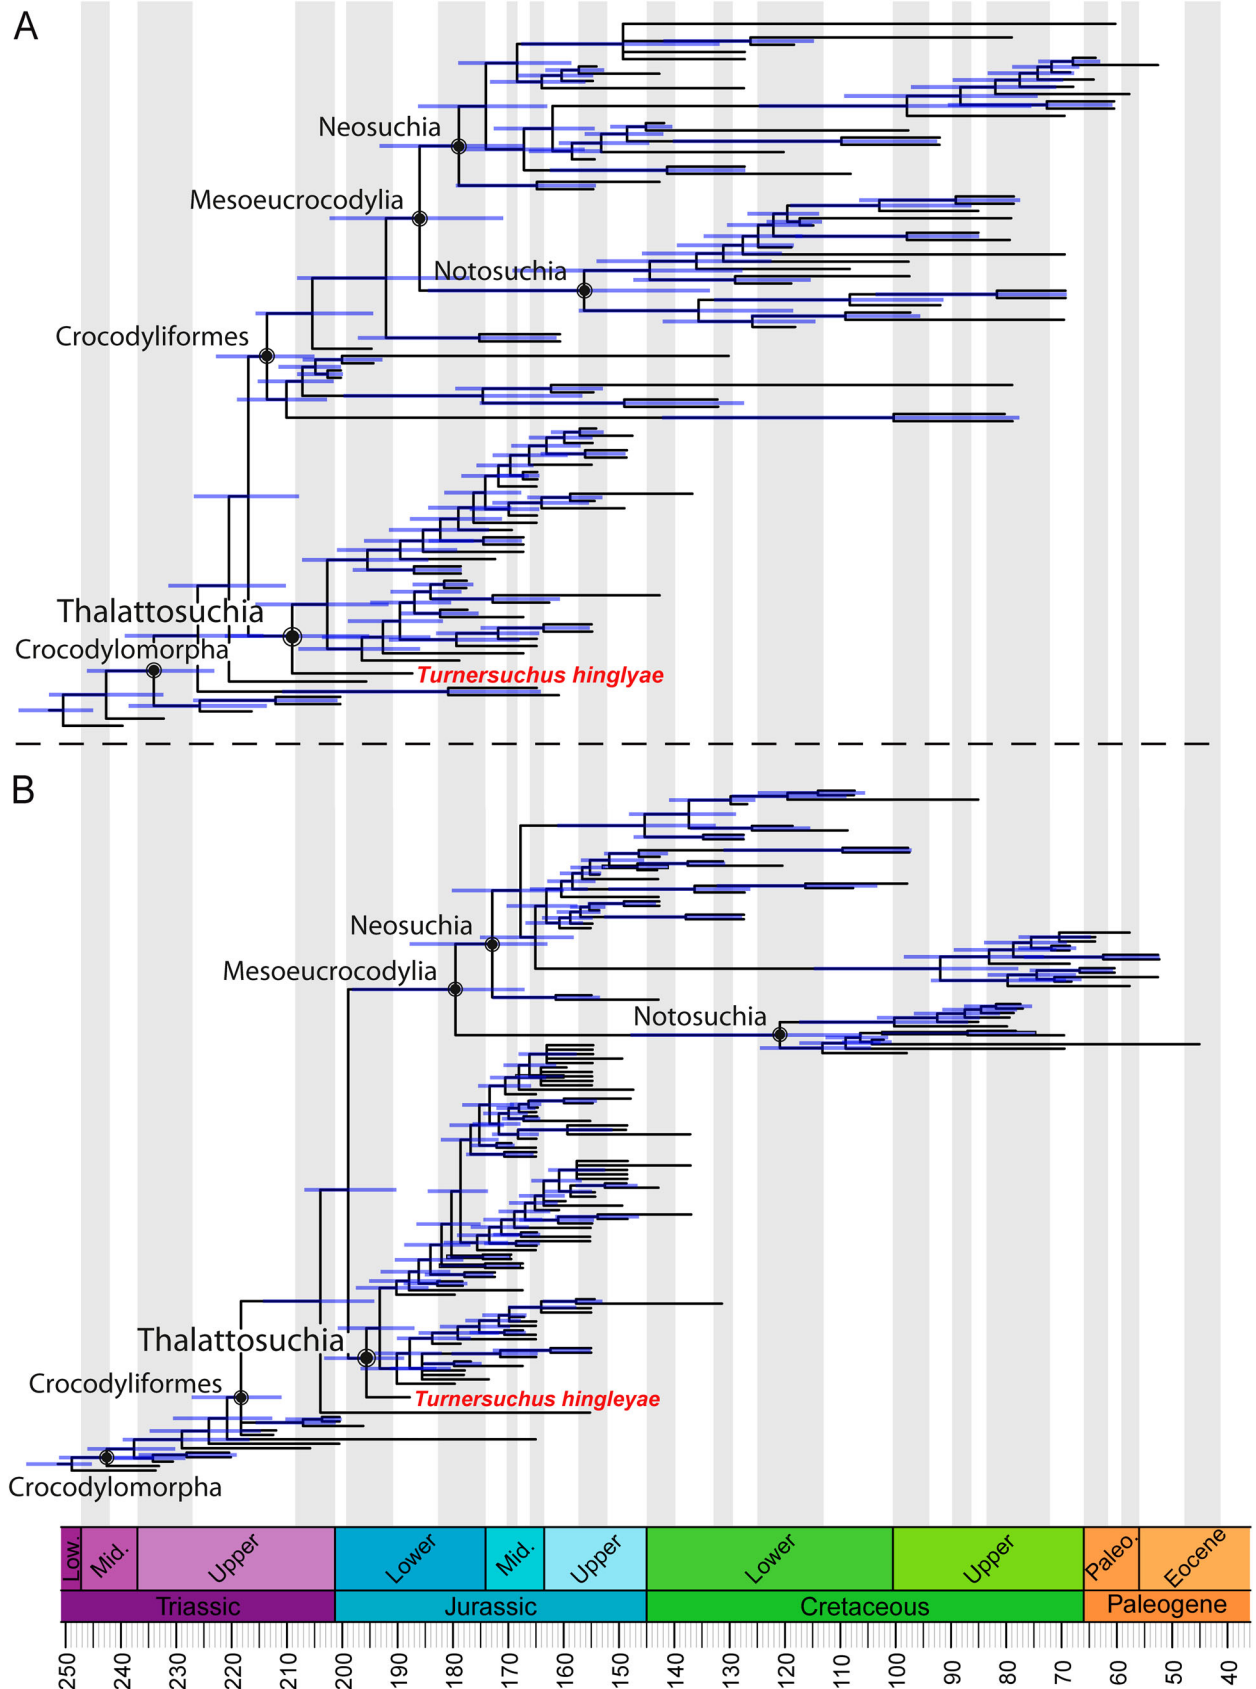 A
Neosuchia
Mesoeucrocodylia
Notosuchia
Crocodyliformes
Thalattosuchia
Crocodylomorpha
Turnersuchus hinglyae
B
Neosuchia
Mesoeucrocodylia
Notosuchia
Thalattosuchia
Crocodyliformes
Turnersuchus hingleyae
Crocodylomorpha
Low. Mid. Upper Lower Mid. Upper Lower Upper Paleo. Eocene
Triassic Jurassic Cretaceous Paleogene
250 240 230 220 210 200 190 180 170 160 150 140 130 120 110 100 90 80 70 60 50 40